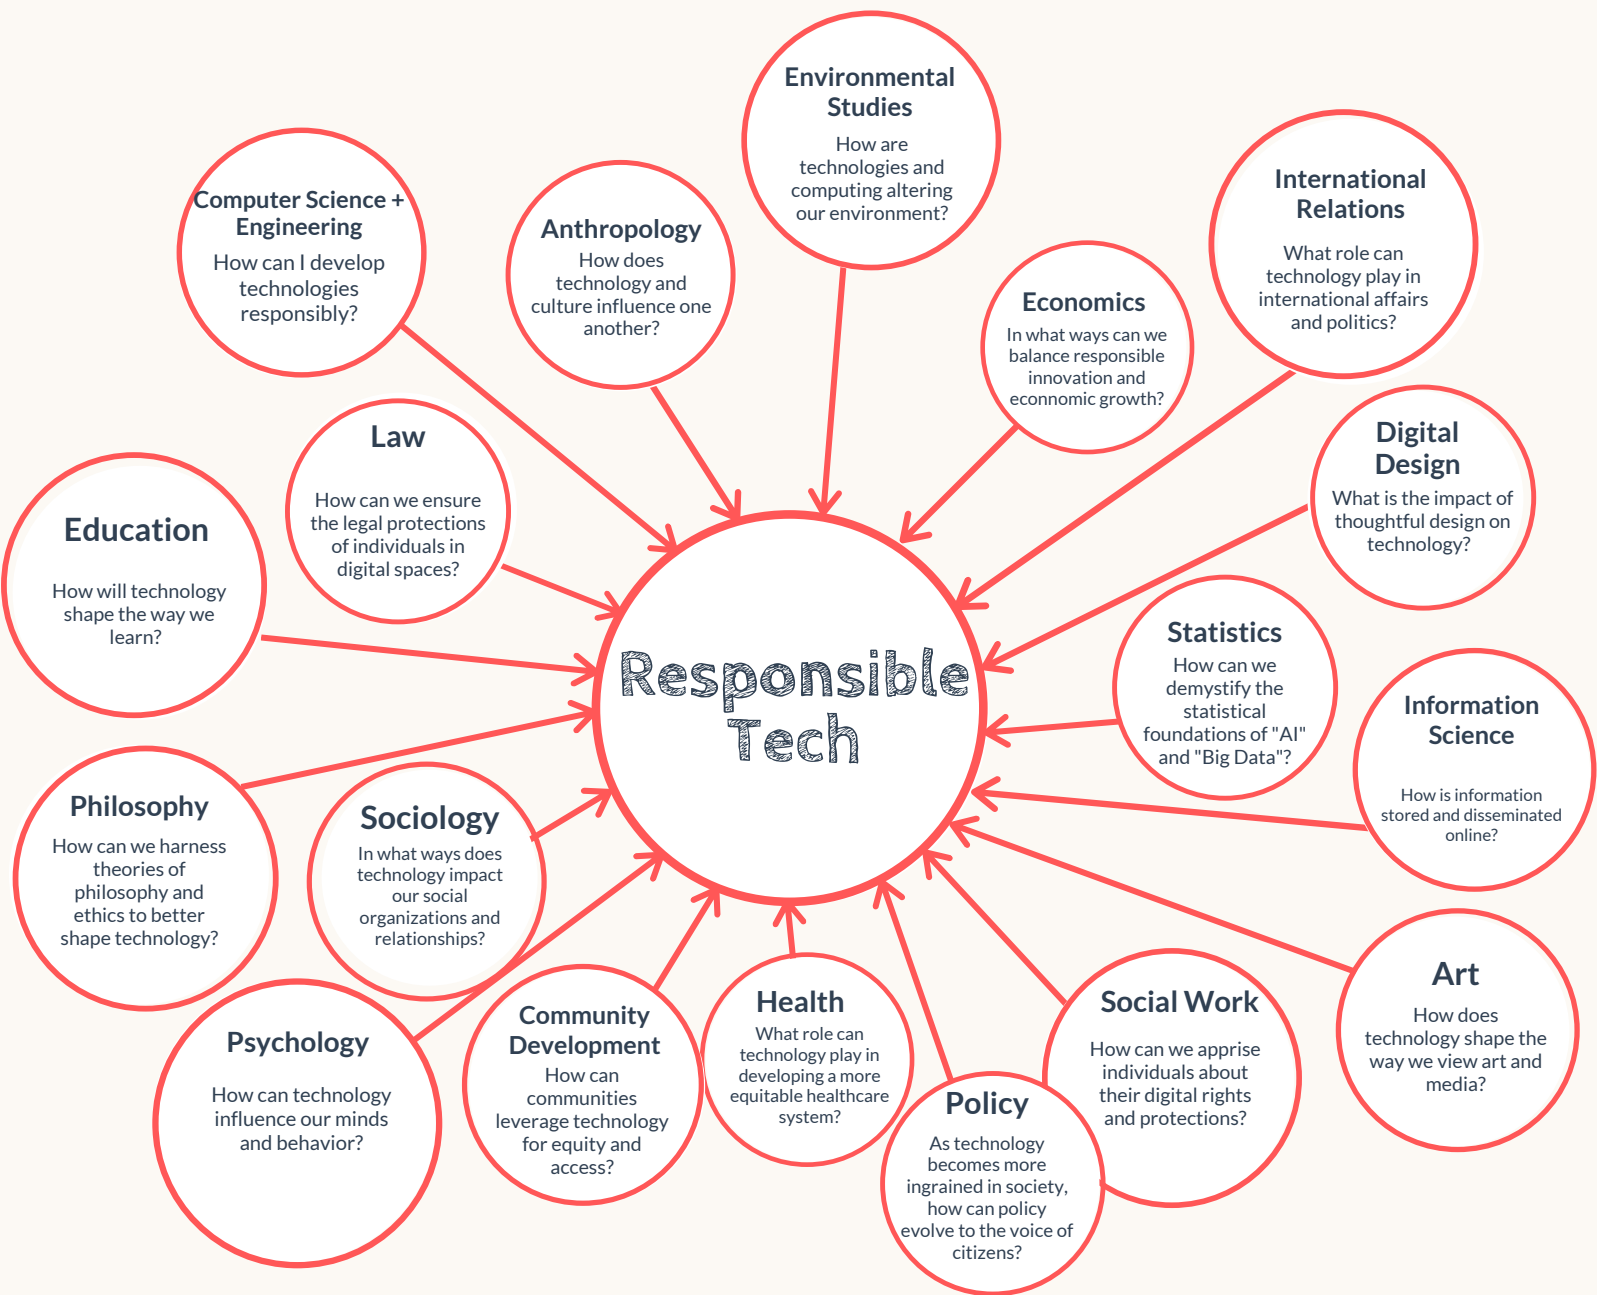 Environmental
Studies
How are
technologies and
computing altering
our environment?
Computer Science +
Engineering
How can I develop
technologies
responsibly?
Anthropology
How does
technology and
culture influence one
another?
International
Relations
What role can
technology play in
international affairs
and politics?
Economics
In what ways can we
balance responsible
innovation and
econnomic growth?
Law
How can we ensure
the legal protections
of individuals in
digital spaces?
Digital
Design
What is the impact of
thoughtful design on
technology?
Education
How will technology
shape the way we
learn?
Responsible
Tech
Statistics
How can we
demystify the
statistical
foundations of "AI"
and "Big Data"?
Information
Science
How is information
stored and disseminated
online?
Philosophy
How can we harness
theories of
philosophy and
ethics to better
shape technology?
Sociology
In what ways does
technology impact
our social
organizations and
relationships?
Psychology
How can technology
influence our minds
and behavior?
Community
Development
How can
communities
leverage technology
for equity and
access?
Health
What role can
technology play in
developing a more
equitable healthcare
system?
Policy
As technology
becomes more
ingrained in society,
how can policy
evolve to the voice of
citizens?
Social Work
How can we apprise
individuals about
their digital rights
and protections?
Art
How does
technology shape the
way we view art and
media?